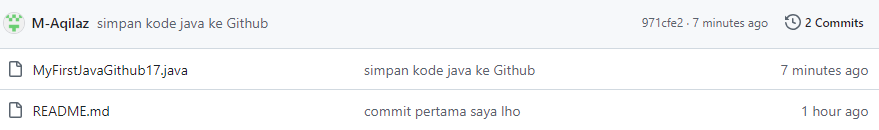 M-Aqilaz simpan kode java ke Github 971cfe2 · 7 minutes ago 2 Commits
MyFirstJavaGithub17.java simpan kode java ke Github 7 minutes ago
README.md commit pertama saya lho 1 hour ago